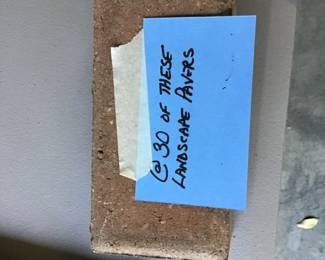 @ 30 OF THESE
LANDSCAPE PAVERS